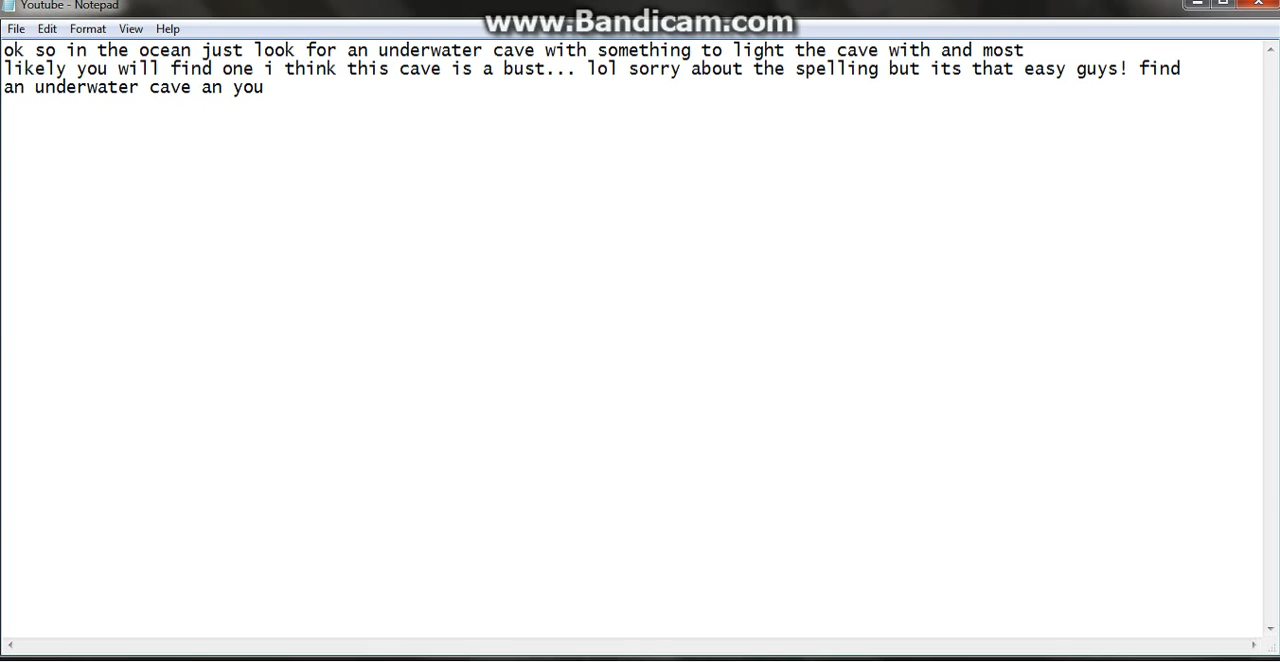 Youtube - Notepad
www.Bandicam.com
File Edit Format View Help
ok so in the ocean just look for an underwater cave with something to light the cave with and most
likely you will find one i think this cave is a bust... lol sorry about the spelling but its that easy guys! find
an underwater cave an you